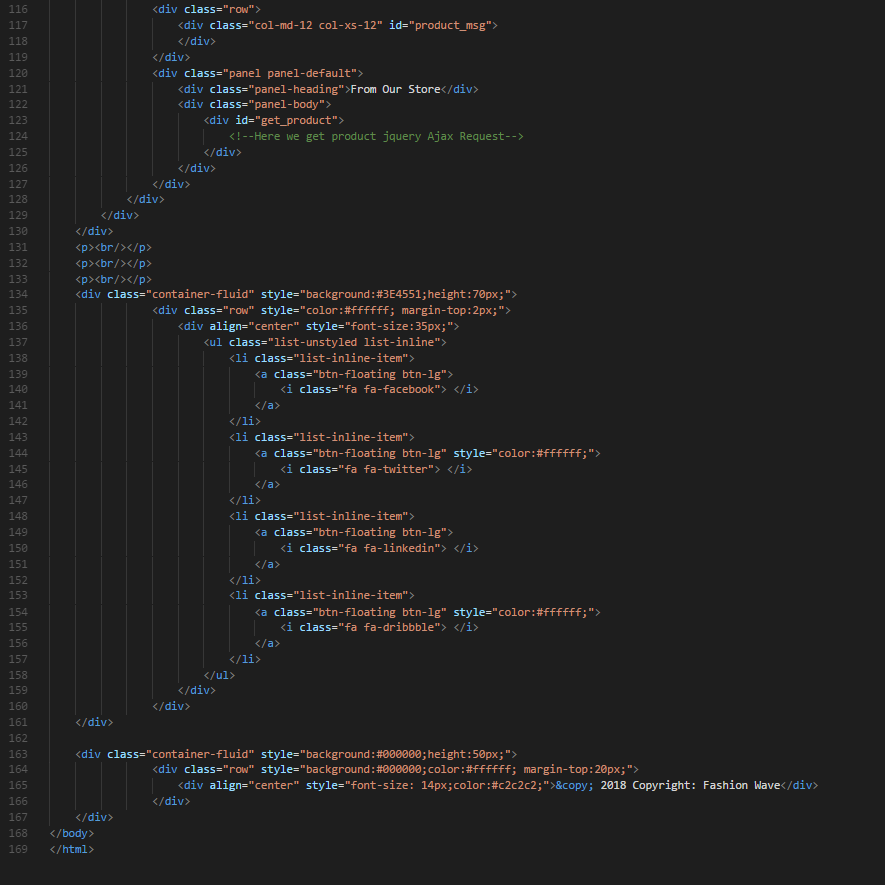 116 <div class="row">
117 <div class="col-md-12 col-xs-12" id="product_msg">
118 </div>
119 </div>
120 <div class="panel panel-default">
121 <div class="panel-heading">From Our Store</div>
122 <div class="panel-body">
123 <div id="get_product">
124 <!--Here we get product jquery Ajax Request-->
125 </div>
126 </div>
127 </div>
128 </div>
129 </div>
130 </div>
131 <p><br/></p>
132 <p><br/></p>
133 <p><br/></p>
134 <div class="container-fluid" style="background:#3E4551;height:70px;">
135 <div class="row" style="color:#ffffff; margin-top:2px;">
136 <div align="center" style="font-size:35px;">
137 <ul class="list-unstyled list-inline">
138 <li class="list-inline-item">
139 <a class="btn-floating btn-lg">
140 <i class="fa fa-facebook"> </i>
141 </a>
142 </li>
143 <li class="list-inline-item">
144 <a class="btn-floating btn-lg" style="color:#ffffff;">
145 <i class="fa fa-twitter"> </i>
146 </a>
147 </li>
148 <li class="list-inline-item">
149 <a class="btn-floating btn-lg">
150 <i class="fa fa-linkedin"> </i>
151 </a>
152 </li>
153 <li class="list-inline-item">
154 <a class="btn-floating btn-lg" style="color:#ffffff;">
155 <i class="fa fa-dribbble"> </i>
156 </a>
157 </li>
158 </ul>
159 </div>
160 </div>
161 </div>
162
163 <div class="container-fluid" style="background:#000000;height:50px;">
164 <div class="row" style="background:#000000;color:#ffffff; margin-top:20px;">
165 <div align="center" style="font-size: 14px;color:#c2c2c2;">&copy; 2018 Copyright: Fashion Wave</div>
166 </div>
167 </div>
168 </body>
169 </html>